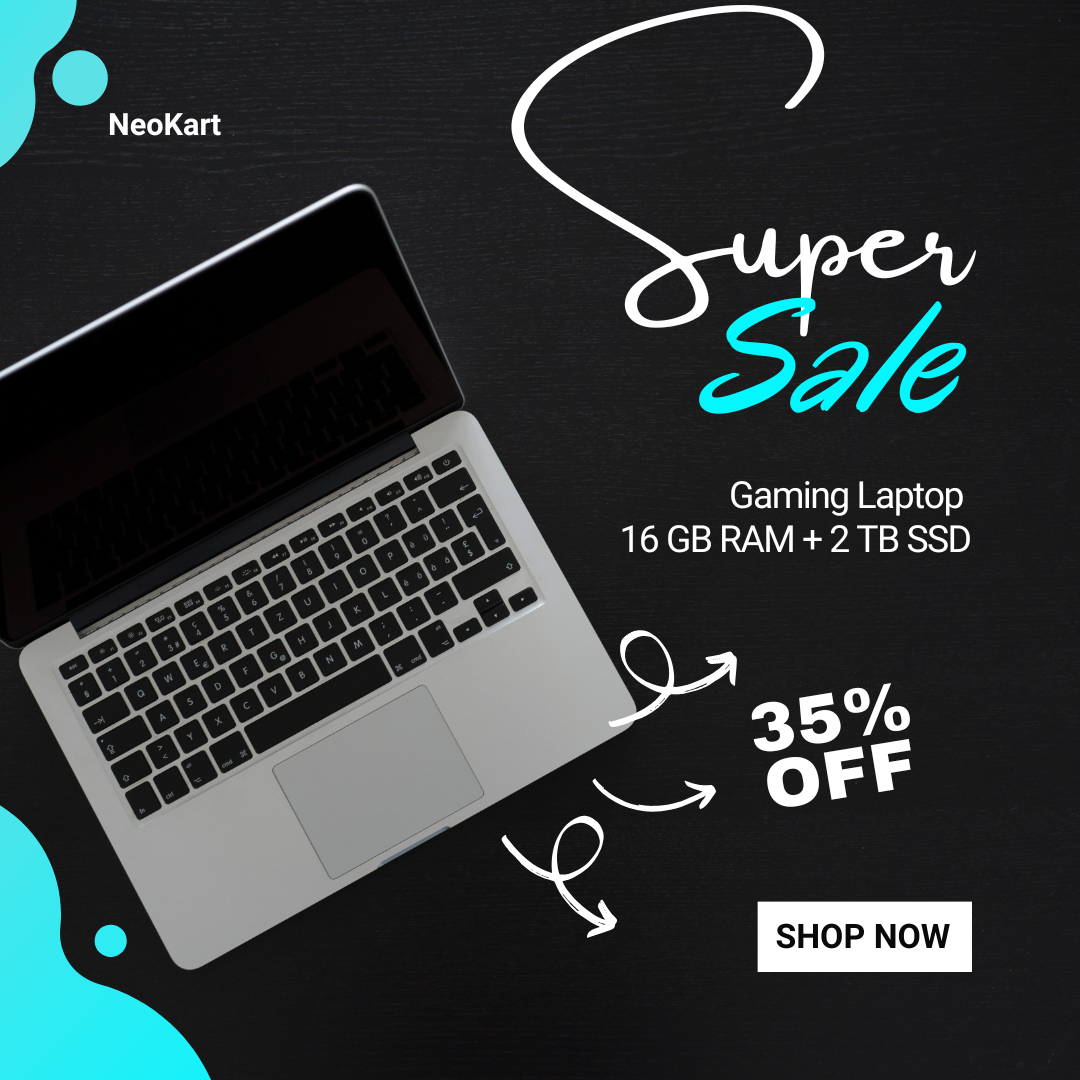 NeoKart
Super
Sale
Gaming Laptop
16 GB RAM + 2 TB SSD
35%
OFF
SHOP NOW